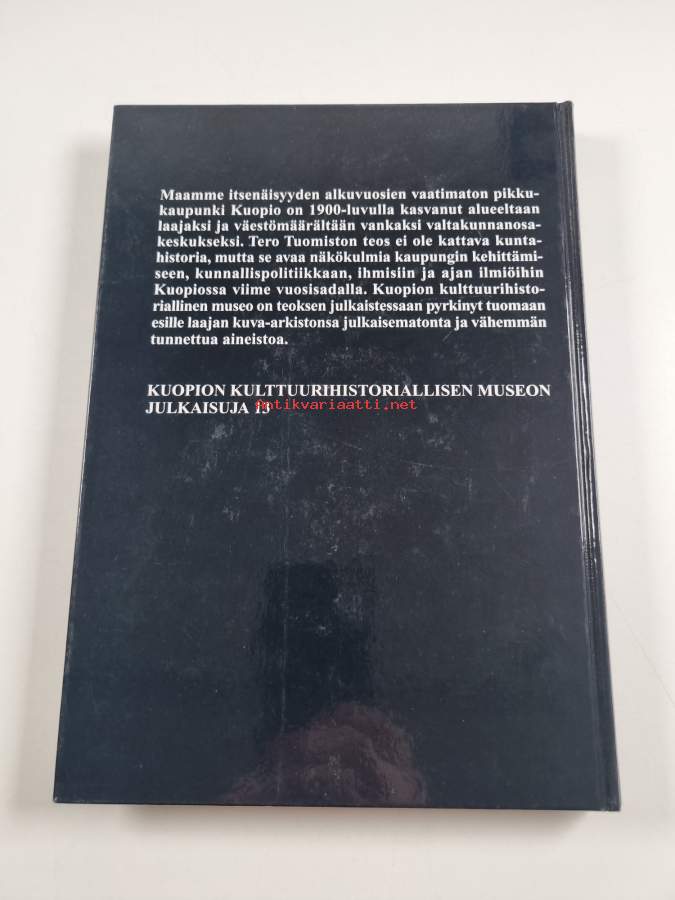 Maamme itsenäisyyden alkuvuosien vaatimaton pikku-
kaupunki Kuopio on 1900-luvulla kasvanut alueeltaan
laajaksi ja väestömäärältään vankaksi valtakunnanosa-
keskukseksi. Tero Tuomiston teos ei ole kattava kunta-
historia, mutta se avaa näkökulmia kaupungin kehittämi-
seen, kunnallispolitiikkaan, ihmisiin ja ajan ilmiöihin
Kuopiossa viime vuosisadalla. Kuopion kulttuurihisto-
riallinen museo on teoksen julkaistessaan pyrkinyt tuomaan
esille laajan kuva-arkistonsa julkaisematonta ja vähemmän
tunnettua aineistoa.
KUOPION KULTTUURIHISTORIALLISEN MUSEON
JULKAISUJA
Antikvariaatti.net